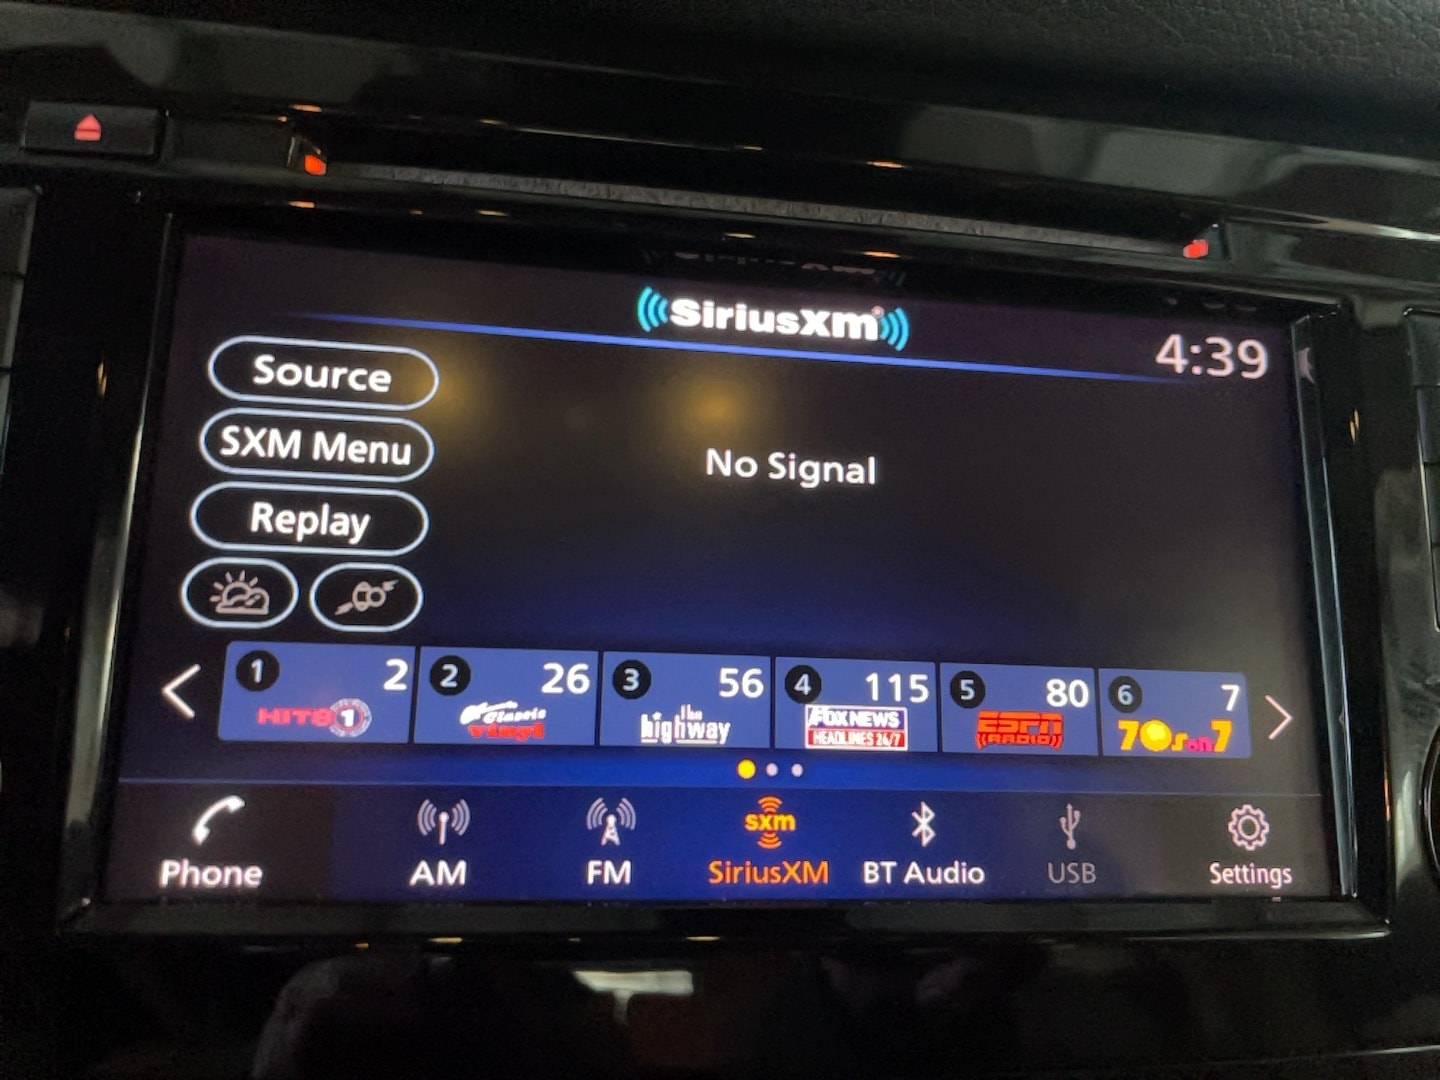 SiriusXm
4:39
Source
SXM Menu
Replay
No Signal
1 2
HITS 1
2 26
Classic Vinyl
3 56
the highway
4 115
FOX NEWS
HEADLINES 24/7
5 80
ESPN
RADIO
6 7
70s on 7
sxm
Phone AM FM SiriusXM BT Audio USB Settings